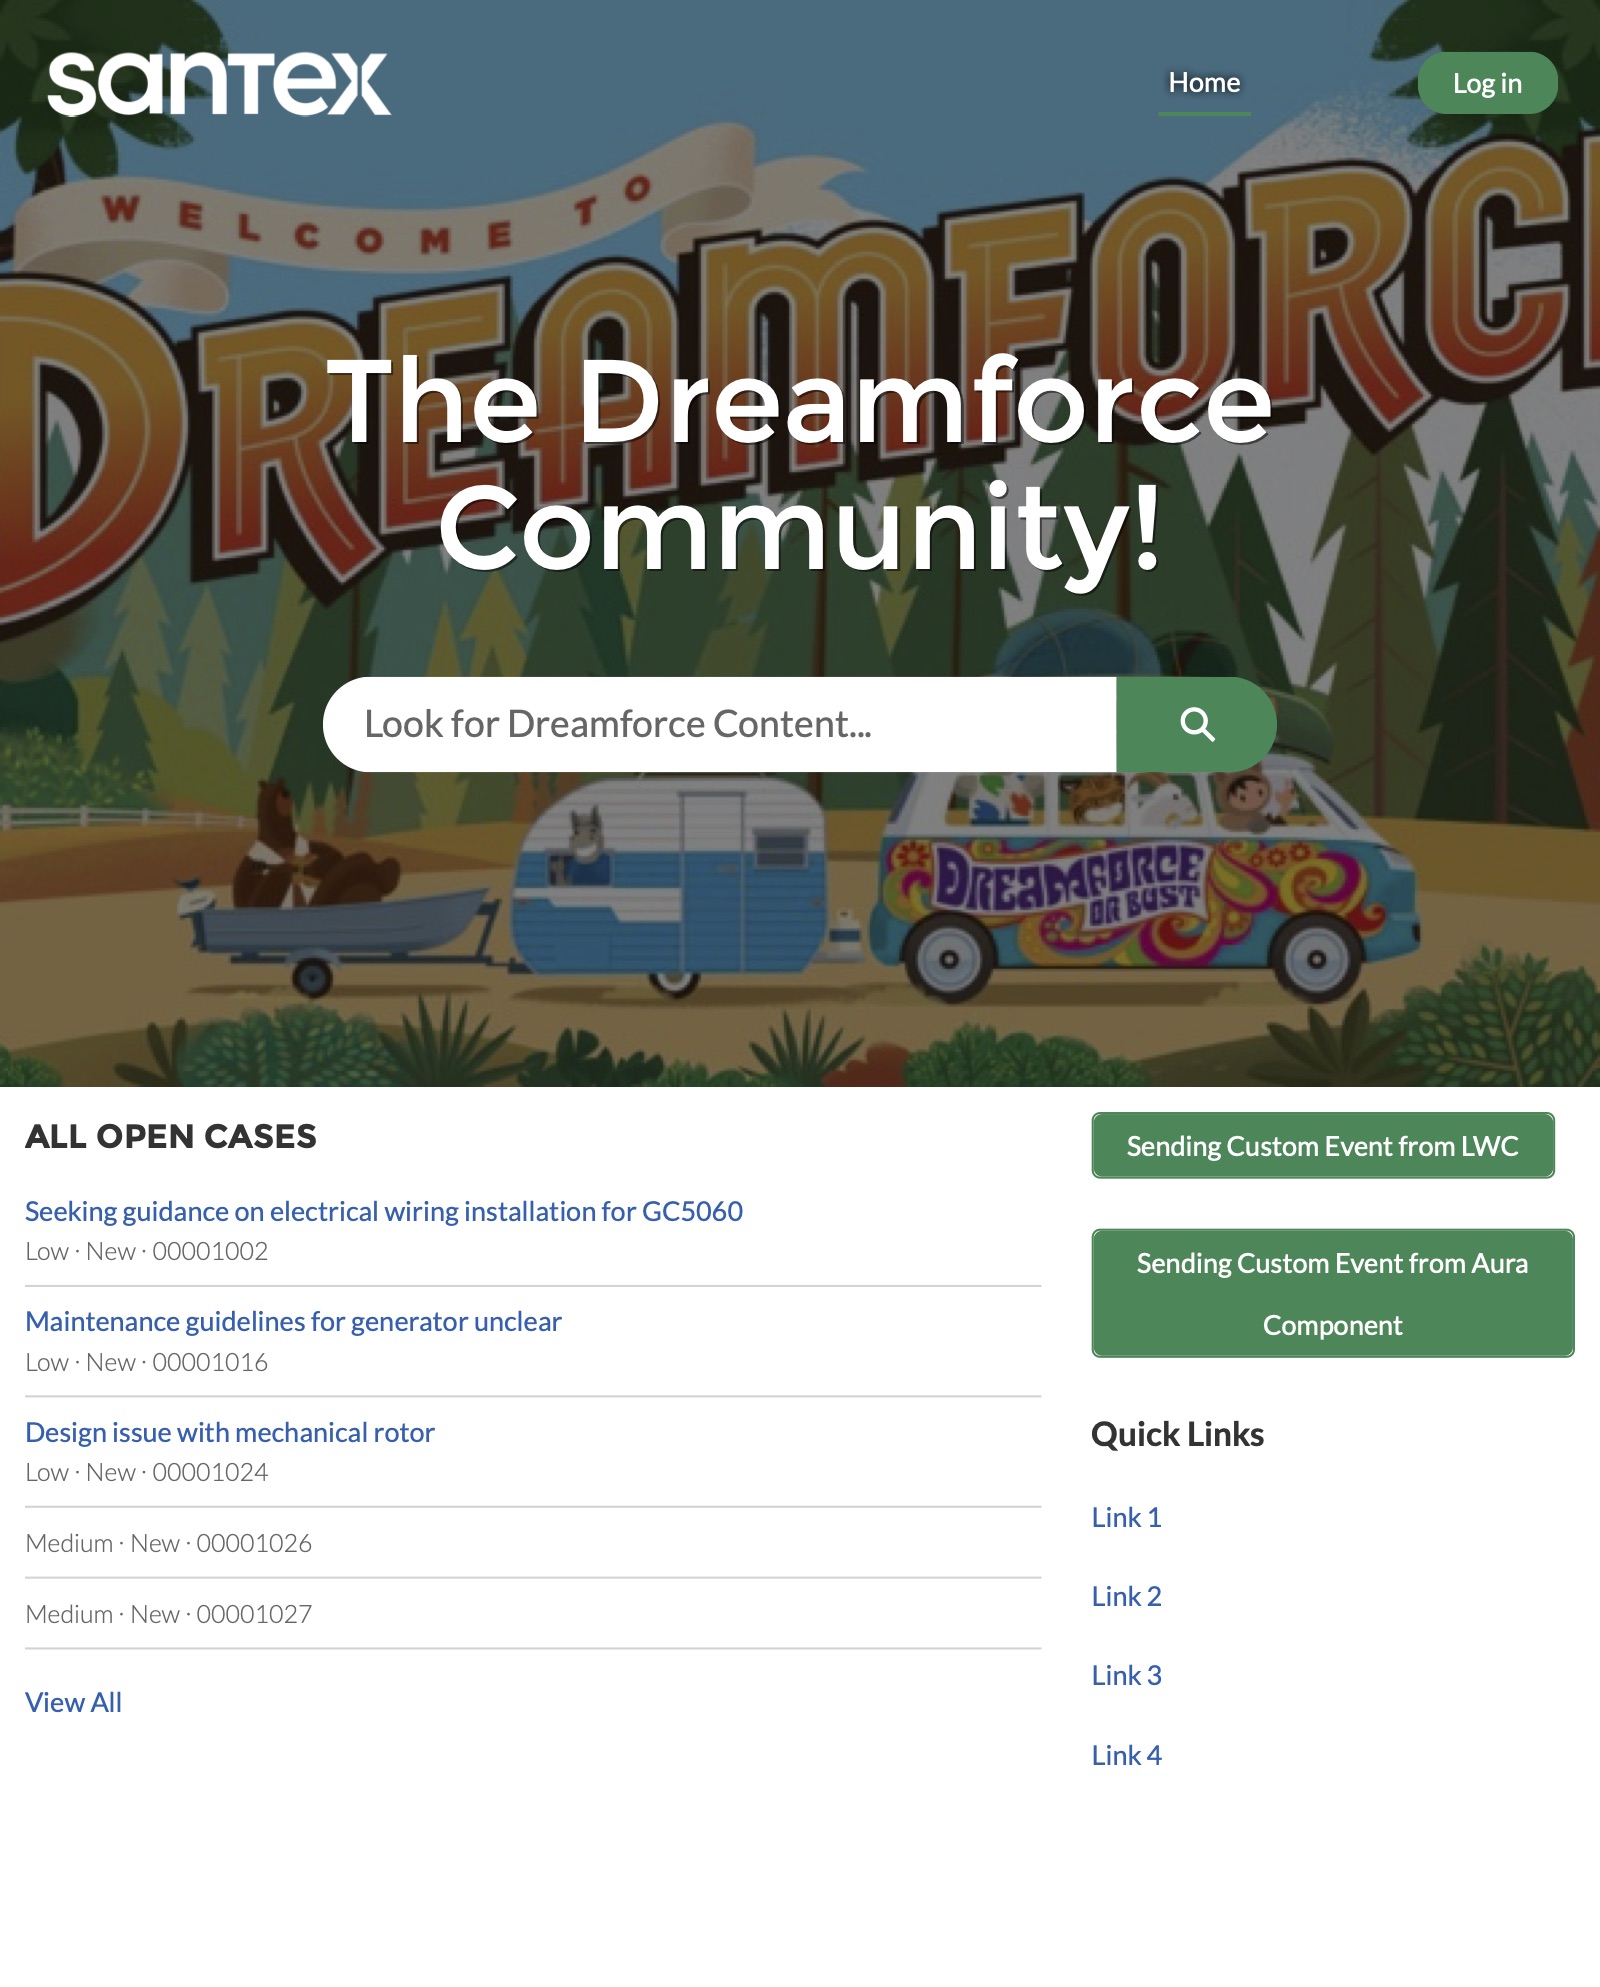 santex
Home
Log in
WELCOME TO
DREAMFORCE
The Dreamforce
Community!
Look for Dreamforce Content...
DREAMFORCE
OR BUST
ALL OPEN CASES
Seeking guidance on electrical wiring installation for GC5060
Low · New · 00001002
Maintenance guidelines for generator unclear
Low · New · 00001016
Design issue with mechanical rotor
Low · New · 00001024
Medium · New · 00001026
Medium · New · 00001027
View All
Sending Custom Event from LWC
Sending Custom Event from Aura
Component
Quick Links
Link 1
Link 2
Link 3
Link 4